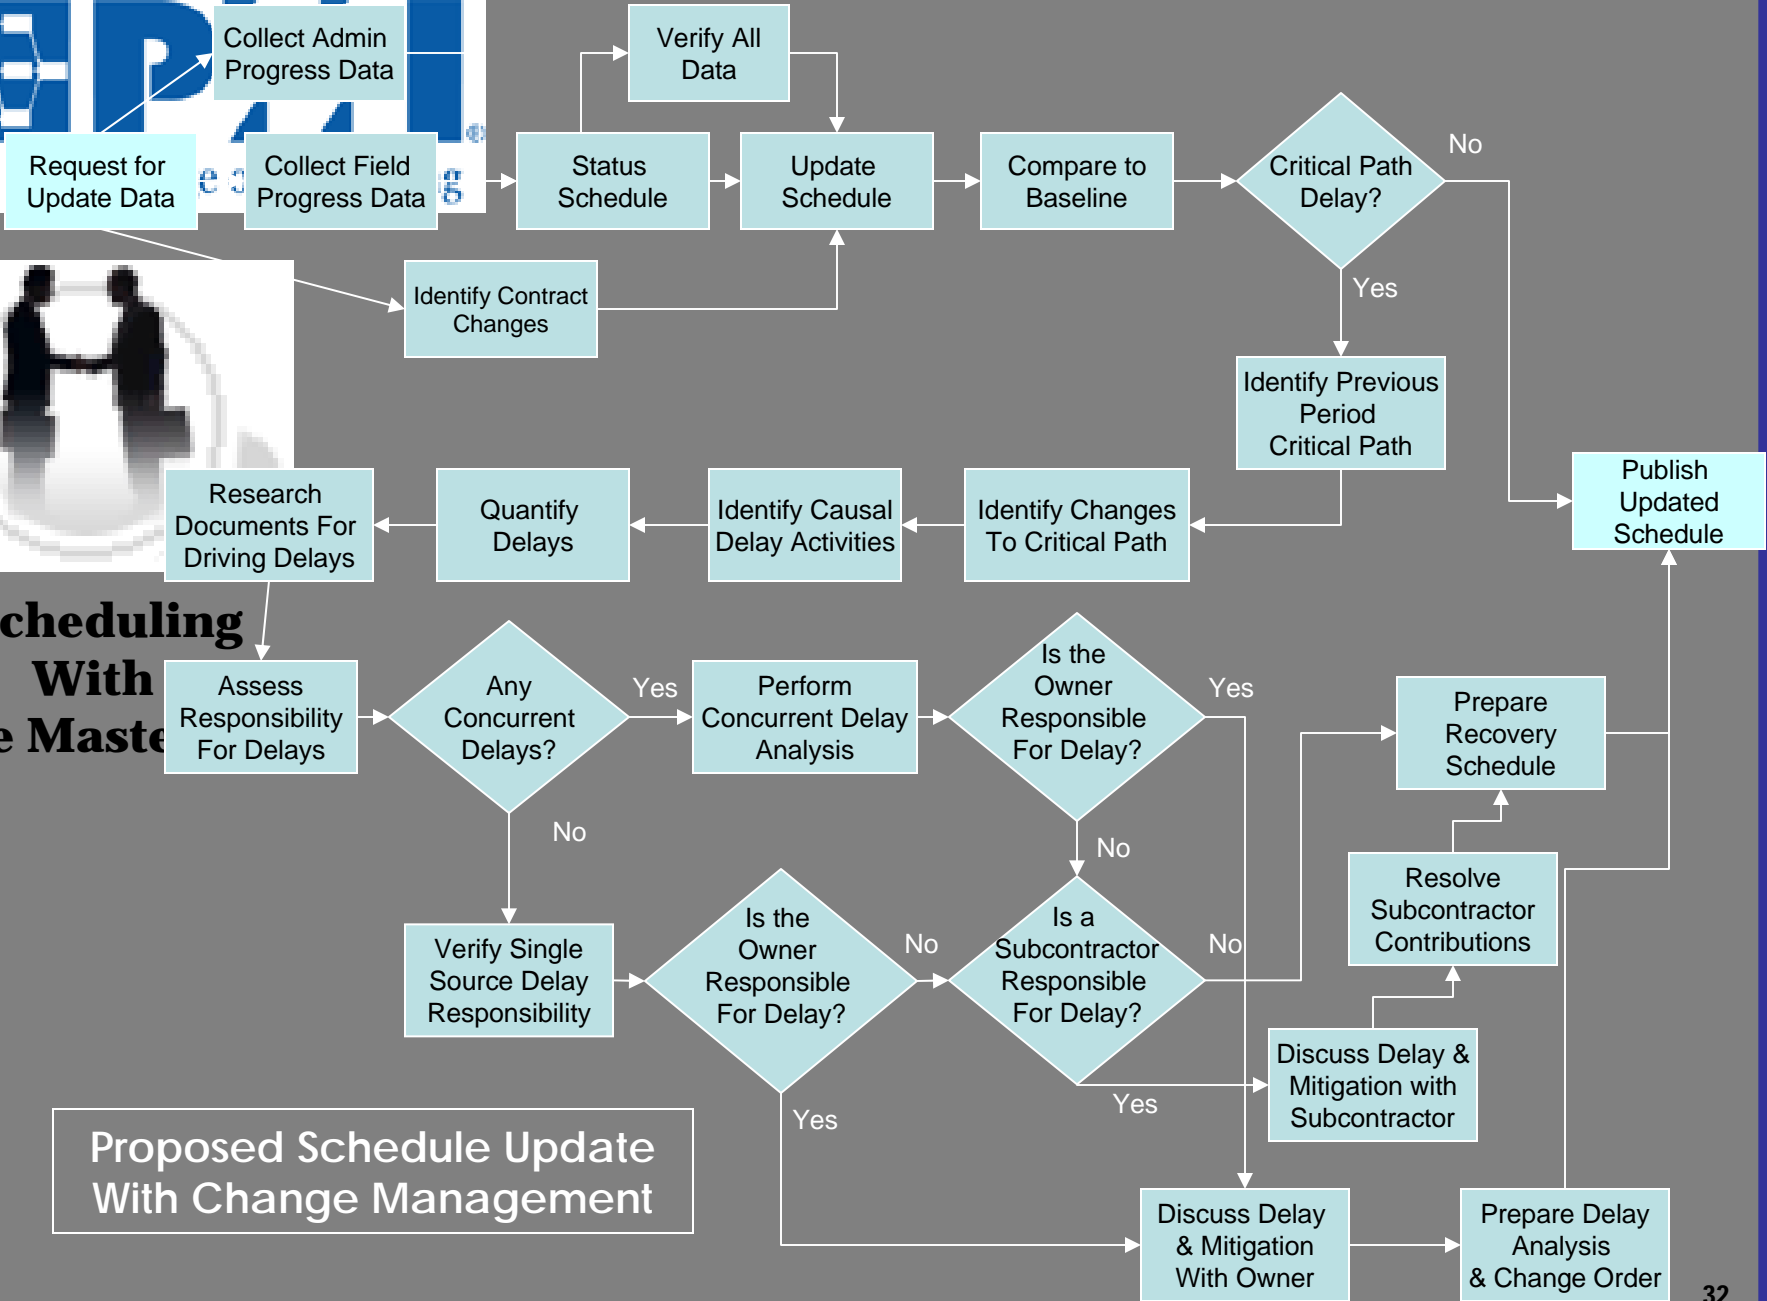 Collect Admin
Progress Data
Verify All
Data
®
Request for
Update Data
Collect Field
Progress Data
Status
Schedule
Update
Schedule
Compare to
Baseline
Critical Path
Delay?
No
Yes
Identify Contract
Changes
Identify Previous
Period
Critical Path
Publish
Updated
Schedule
Research
Documents For
Driving Delays
Quantify
Delays
Identify Causal
Delay Activities
Identify Changes
To Critical Path
cheduling
With
e Maste
Assess
Responsibility
For Delays
Any
Concurrent
Delays?
Yes
Perform
Concurrent Delay
Analysis
Is the
Owner
Responsible
For Delay?
Yes
Prepare
Recovery
Schedule
No
No
Resolve
Subcontractor
Contributions
Verify Single
Source Delay
Responsibility
Is the
Owner
Responsible
For Delay?
No
Is a
Subcontractor
Responsible
For Delay?
No
Discuss Delay &
Mitigation with
Subcontractor
Yes
Yes
Proposed Schedule Update
With Change Management
Discuss Delay
& Mitigation
With Owner
Prepare Delay
Analysis
& Change Order
32